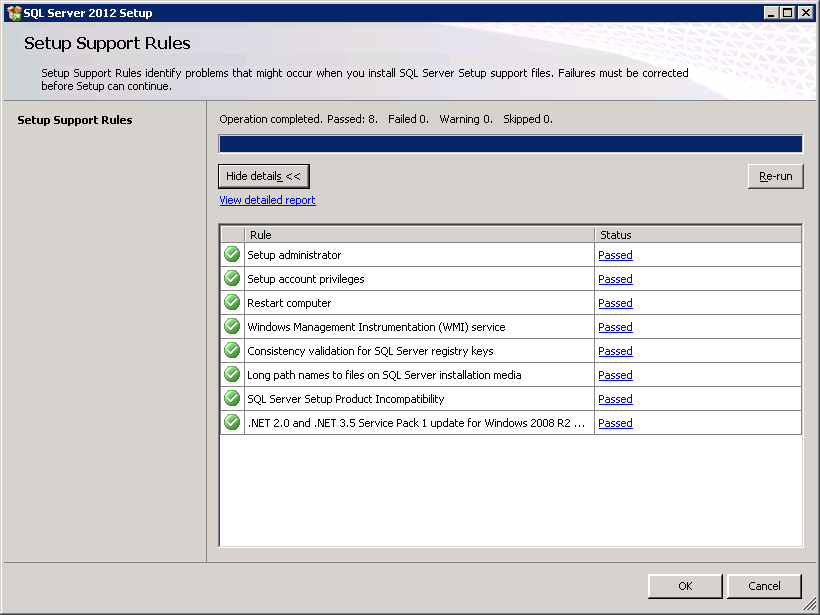 SQL Server 2012 Setup
Setup Support Rules
Setup Support Rules identify problems that might occur when you install SQL Server Setup support files. Failures must be corrected
before Setup can continue.
Setup Support Rules
Operation completed. Passed: 8. Failed 0. Warning 0. Skipped 0.
Hide details <<
Re-run
View detailed report
Rule Status
Setup administrator Passed
Setup account privileges Passed
Restart computer Passed
Windows Management Instrumentation (WMI) service Passed
Consistency validation for SQL Server registry keys Passed
Long path names to files on SQL Server installation media Passed
SQL Server Setup Product Incompatibility Passed
.NET 2.0 and .NET 3.5 Service Pack 1 update for Windows 2008 R2 ... Passed
OK Cancel